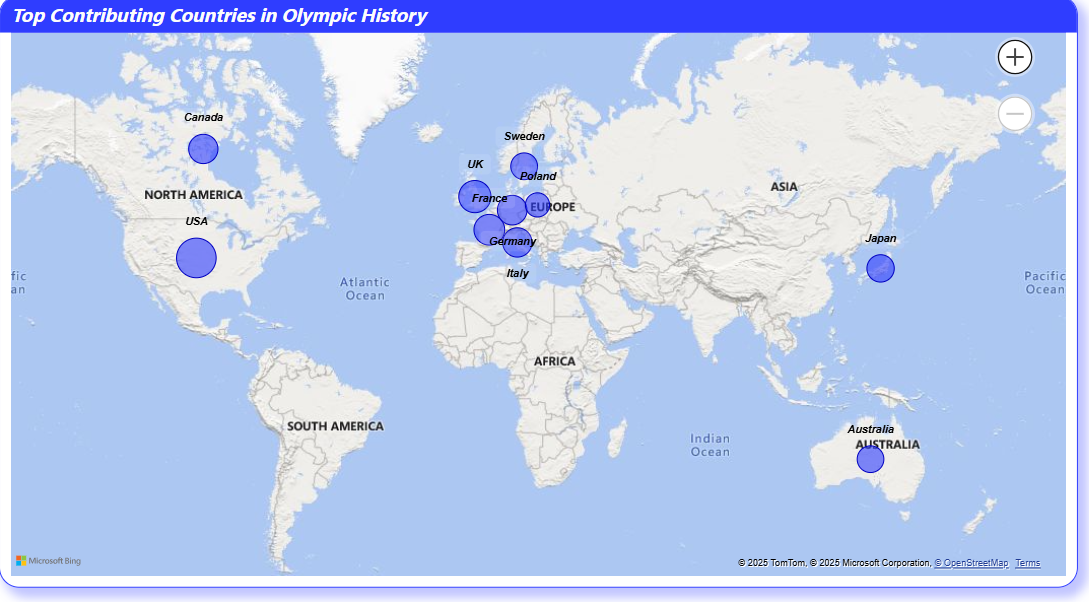 Top Contributing Countries in Olympic History
Canada
Sweden
UK
Poland
ASIA
NORTH AMERICA
France
EUROPE
USA
Japan
Germany
Italy
fic
an
Atlantic
Ocean
Pacific
Ocean
AFRICA
SOUTH AMERICA
Australia
Indian
Ocean
AUSTRALIA
Microsoft Bing
© 2025 TomTom, © 2025 Microsoft Corporation, © OpenStreetMap Terms